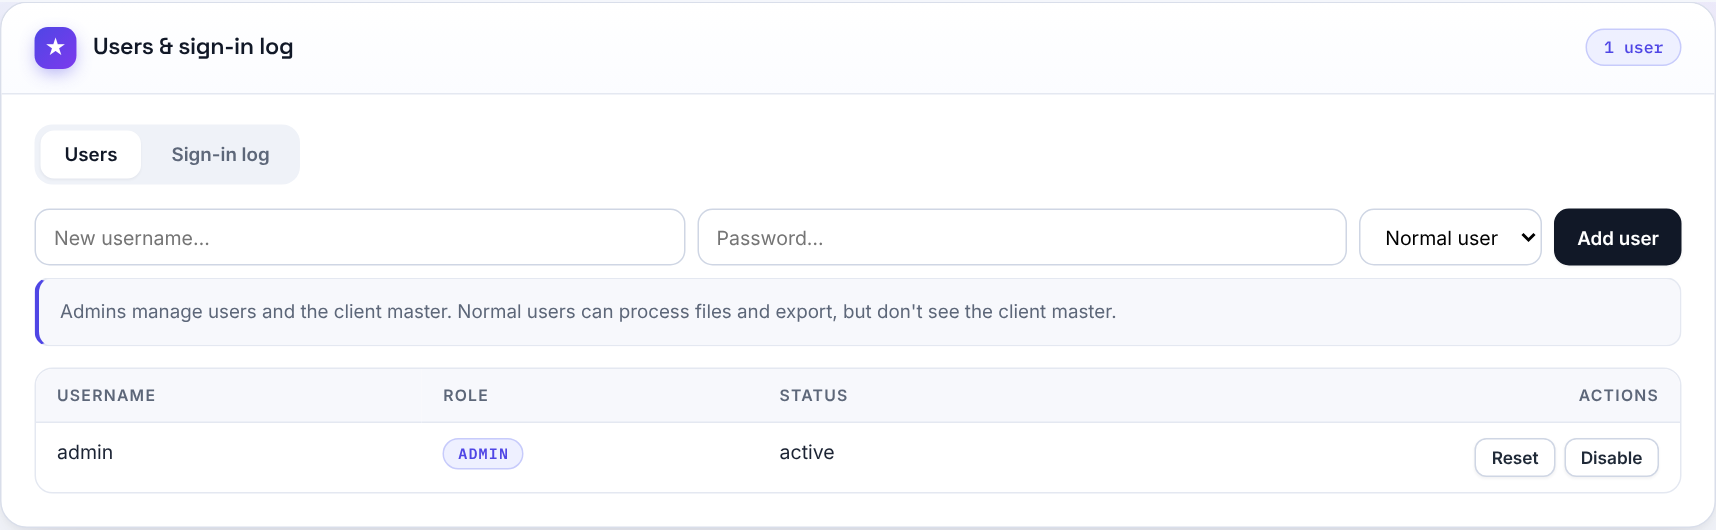 Users & sign-in log
1 user
Users
Sign-in log
New username...
Password...
Normal user
Add user
Admins manage users and the client master. Normal users can process files and export, but don't see the client master.
USERNAME ROLE STATUS ACTIONS
admin ADMIN active Reset Disable